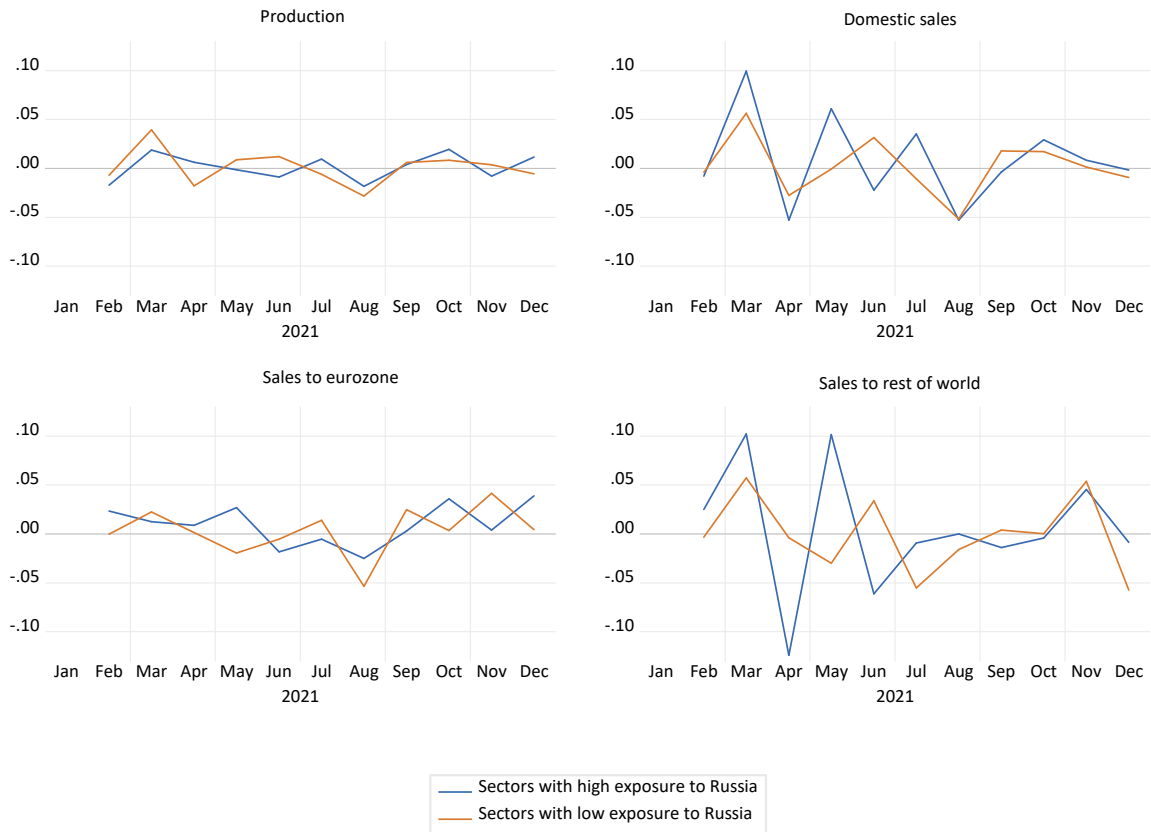 Production
.10
.05
.00
-.05
-.10
Jan Feb Mar Apr May Jun Jul Aug Sep Oct Nov Dec
2021
Domestic sales
.10
.05
.00
-.05
-.10
Jan Feb Mar Apr May Jun Jul Aug Sep Oct Nov Dec
2021
Sales to eurozone
.10
.05
.00
-.05
-.10
Jan Feb Mar Apr May Jun Jul Aug Sep Oct Nov Dec
2021
Sales to rest of world
.10
.05
.00
-.05
-.10
Jan Feb Mar Apr May Jun Jul Aug Sep Oct Nov Dec
2021
Sectors with high exposure to Russia
Sectors with low exposure to Russia